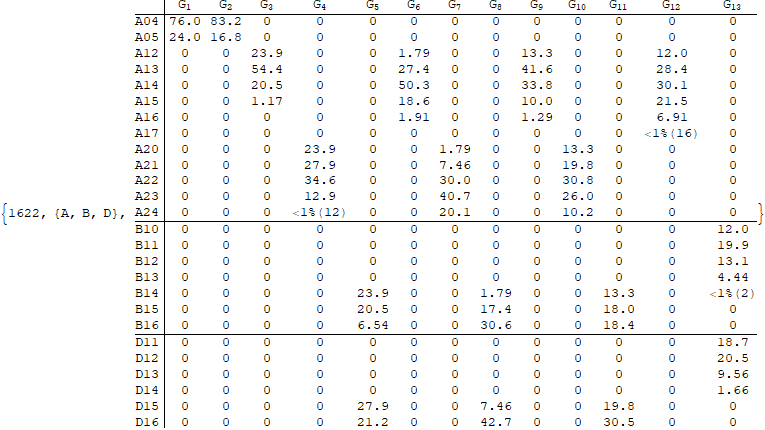 G1 G2 G3 G4 G5 G6 G7 G8 G9 G10 G11 G12 G13
A04 76.0 83.2 0 0 0 0 0 0 0 0 0 0 0
A05 24.0 16.8 0 0 0 0 0 0 0 0 0 0 0
A12 0 0 23.9 0 0 1.79 0 0 13.3 0 0 12.0 0
A13 0 0 54.4 0 0 27.4 0 0 41.6 0 0 28.4 0
A14 0 0 20.5 0 0 50.3 0 0 33.8 0 0 30.1 0
A15 0 0 1.17 0 0 18.6 0 0 10.0 0 0 21.5 0
A16 0 0 0 0 0 1.91 0 0 1.29 0 0 6.91 0
A17 0 0 0 0 0 0 0 0 0 0 0 <1%(16) 0
A20 0 0 0 23.9 0 0 1.79 0 0 13.3 0 0 0
A21 0 0 0 27.9 0 0 7.46 0 0 19.8 0 0 0
A22 0 0 0 34.6 0 0 30.0 0 0 30.8 0 0 0
A23 0 0 0 12.9 0 0 40.7 0 0 26.0 0 0 0
{1622, {A, B, D}, A24 0 0 0 <1%(12) 0 0 20.1 0 0 10.2 0 0 0 }
B10 0 0 0 0 0 0 0 0 0 0 0 0 12.0
B11 0 0 0 0 0 0 0 0 0 0 0 0 19.9
B12 0 0 0 0 0 0 0 0 0 0 0 0 13.1
B13 0 0 0 0 0 0 0 0 0 0 0 0 4.44
B14 0 0 0 0 23.9 0 0 1.79 0 0 13.3 0 <1%(2)
B15 0 0 0 0 20.5 0 0 17.4 0 0 18.0 0 0
B16 0 0 0 0 6.54 0 0 30.6 0 0 18.4 0 0
D11 0 0 0 0 0 0 0 0 0 0 0 0 18.7
D12 0 0 0 0 0 0 0 0 0 0 0 0 20.5
D13 0 0 0 0 0 0 0 0 0 0 0 0 9.56
D14 0 0 0 0 0 0 0 0 0 0 0 0 1.66
D15 0 0 0 0 27.9 0 0 7.46 0 0 19.8 0 0
D16 0 0 0 0 21.2 0 0 42.7 0 0 30.5 0 0